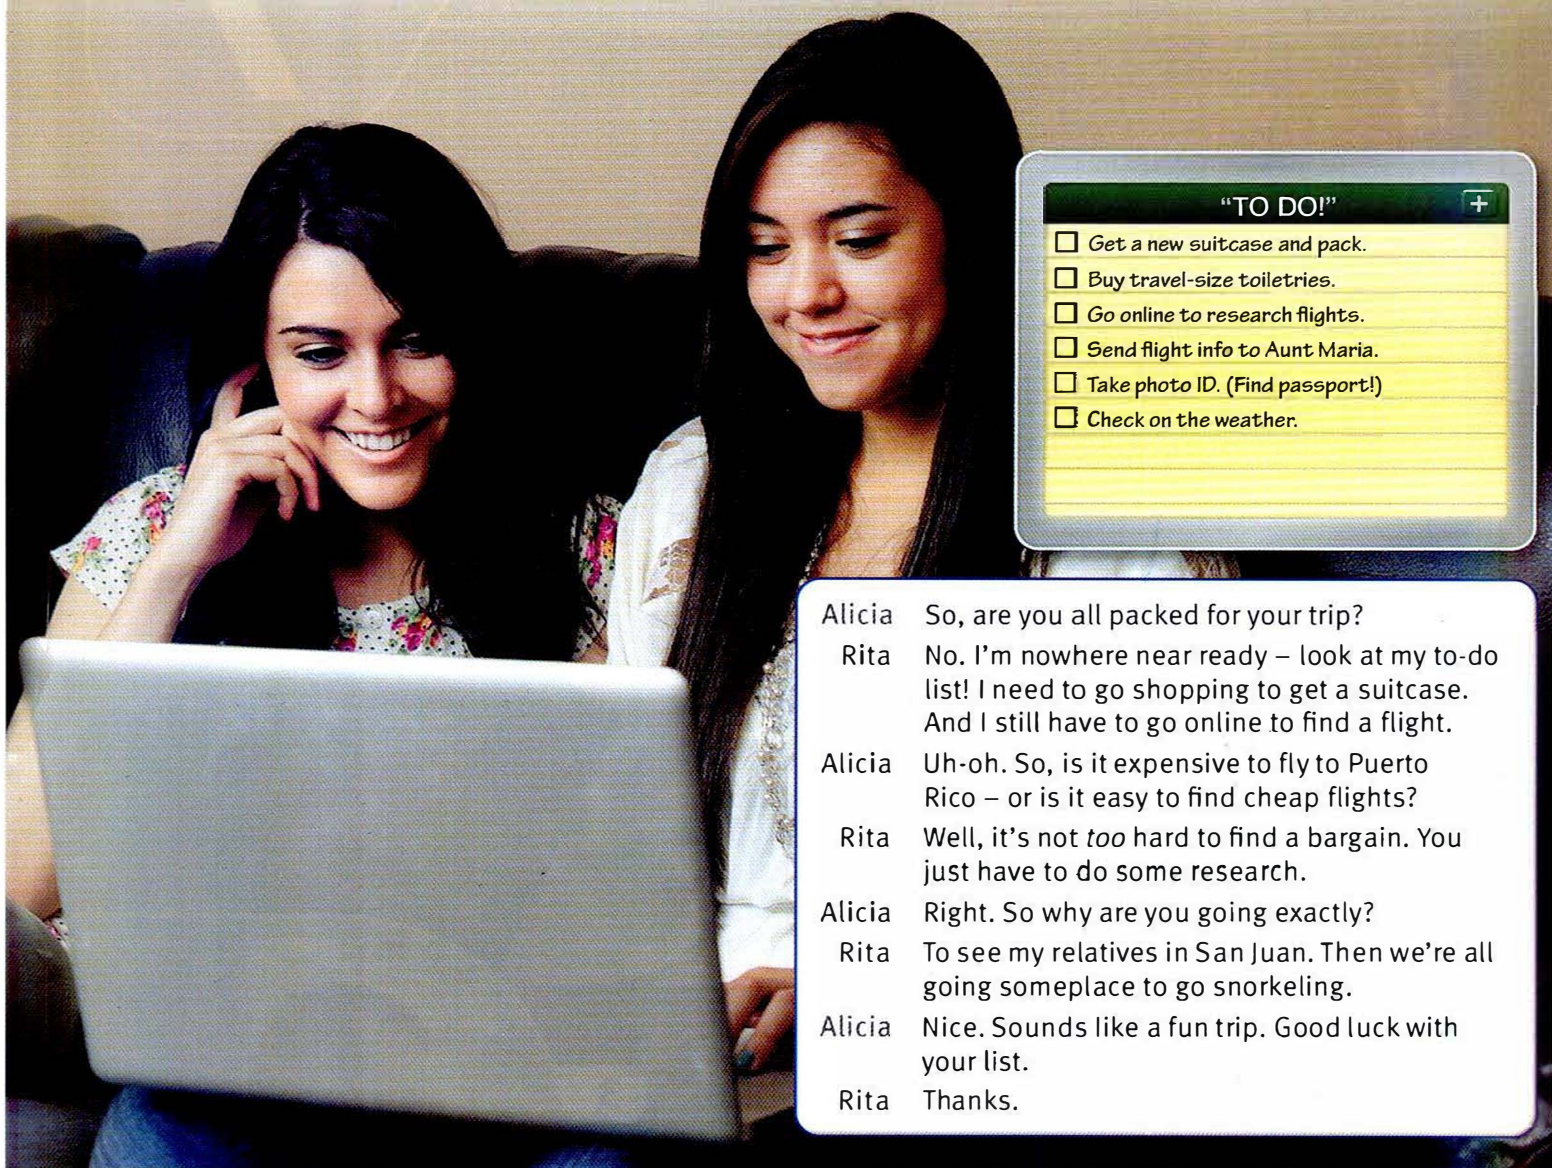 “TO DO!” +
Get a new suitcase and pack.
Buy travel-size toiletries.
Go online to research flights.
Send flight info to Aunt Maria.
Take photo ID. (Find passport!)
Check on the weather.
Alicia So, are you all packed for your trip?
Rita No. I’m nowhere near ready – look at my to-do
list! I need to go shopping to get a suitcase.
And I still have to go online to find a flight.
Alicia Uh-oh. So, is it expensive to fly to Puerto
Rico – or is it easy to find cheap flights?
Rita Well, it’s not too hard to find a bargain. You
just have to do some research.
Alicia Right. So why are you going exactly?
Rita To see my relatives in San Juan. Then we’re all
going someplace to go snorkeling.
Alicia Nice. Sounds like a fun trip. Good luck with
your list.
Rita Thanks.